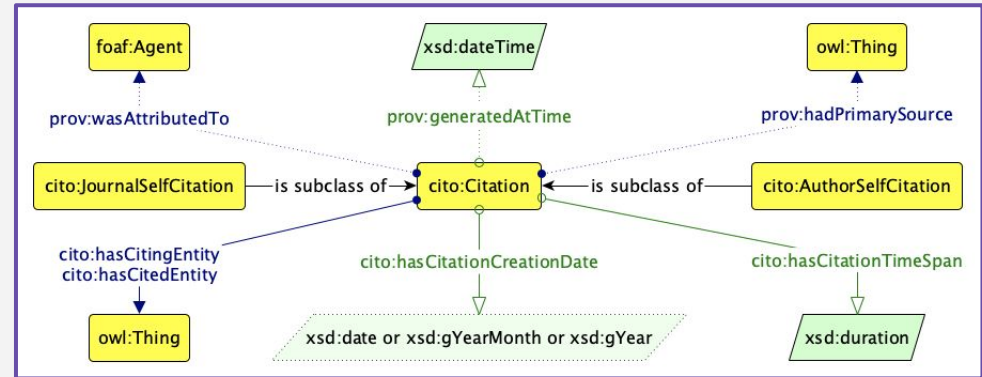 foaf:Agent
xsd:dateTime
owl:Thing
prov:wasAttributedTo
prov:generatedAtTime
prov:hadPrimarySource
cito:JournalSelfCitation
is subclass of
cito:Citation
is subclass of
cito:AuthorSelfCitation
cito:hasCitingEntity
cito:hasCitedEntity
cito:hasCitationCreationDate
cito:hasCitationTimeSpan
owl:Thing
xsd:date or xsd:gYearMonth or xsd:gYear
xsd:duration